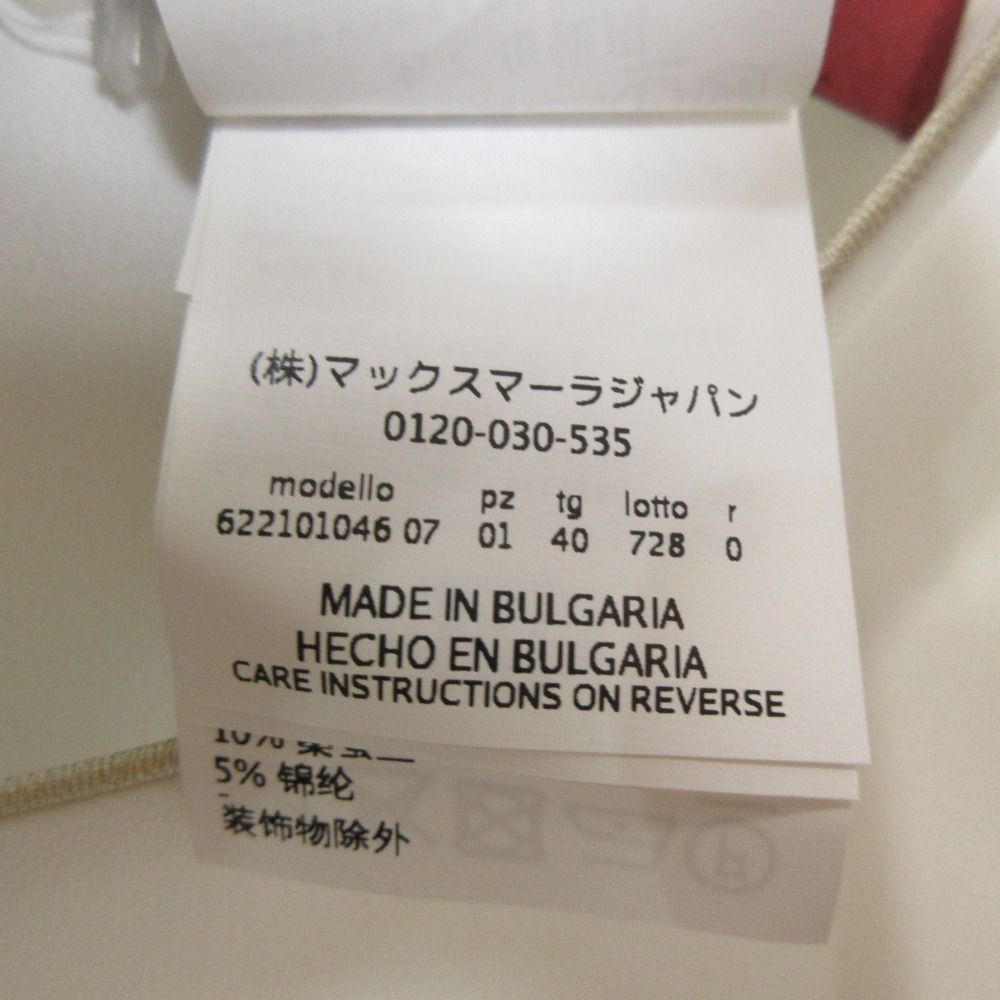 (株)マックスマーラジャパン
0120-030-535
modello pz tg lotto r
622101046 07 01 40 728 0
MADE IN BULGARIA
HECHO EN BULGARIA
CARE INSTRUCTIONS ON REVERSE
10%
5% 锦纶
装饰物除外